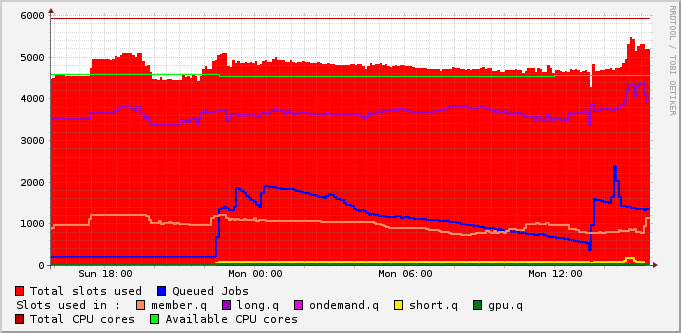 6000
5000
4000
3000
2000
1000
0
Sun 18:00 Mon 00:00 Mon 06:00 Mon 12:00
Total slots used Queued Jobs
Slots used in : member.q long.q ondemand.q short.q gpu.q
Total CPU cores Available CPU cores
RRDTOOL / TOBI OETIKER